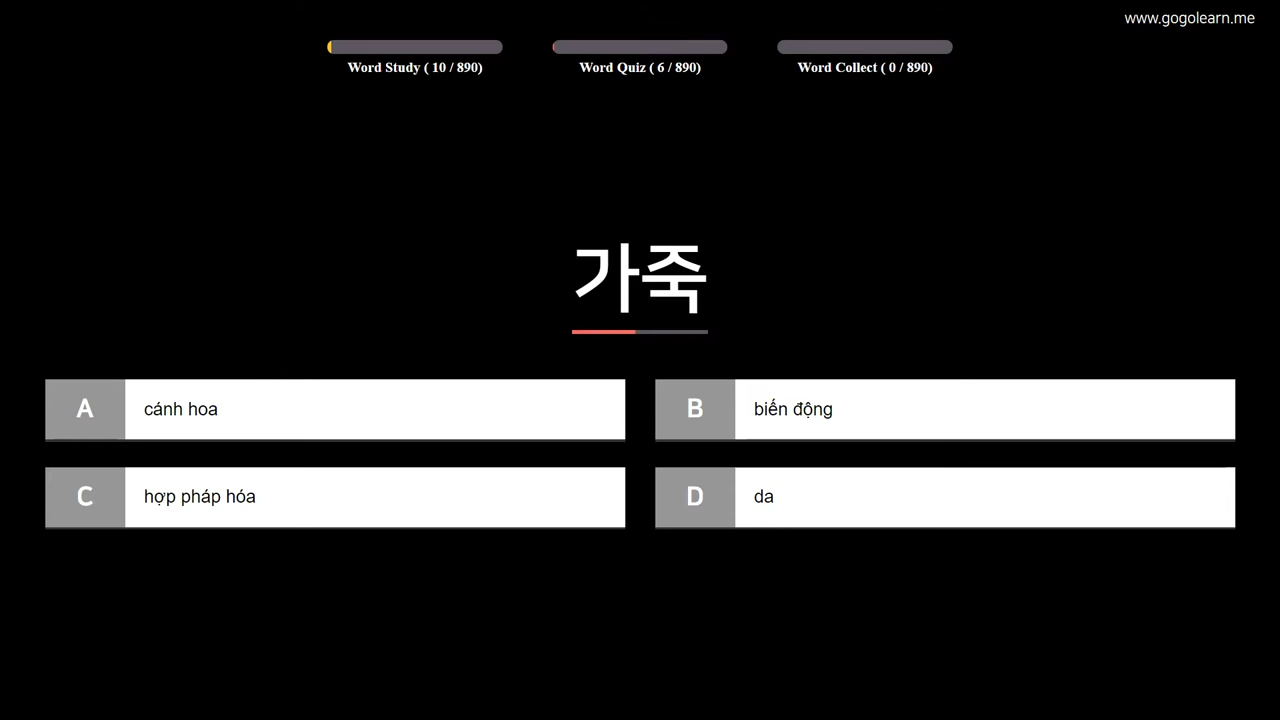 www.gogolearn.me
Word Study ( 10 / 890)
Word Quiz ( 6 / 890)
Word Collect ( 0 / 890)
가죽
A cánh hoa
B biến động
C hợp pháp hóa
D da